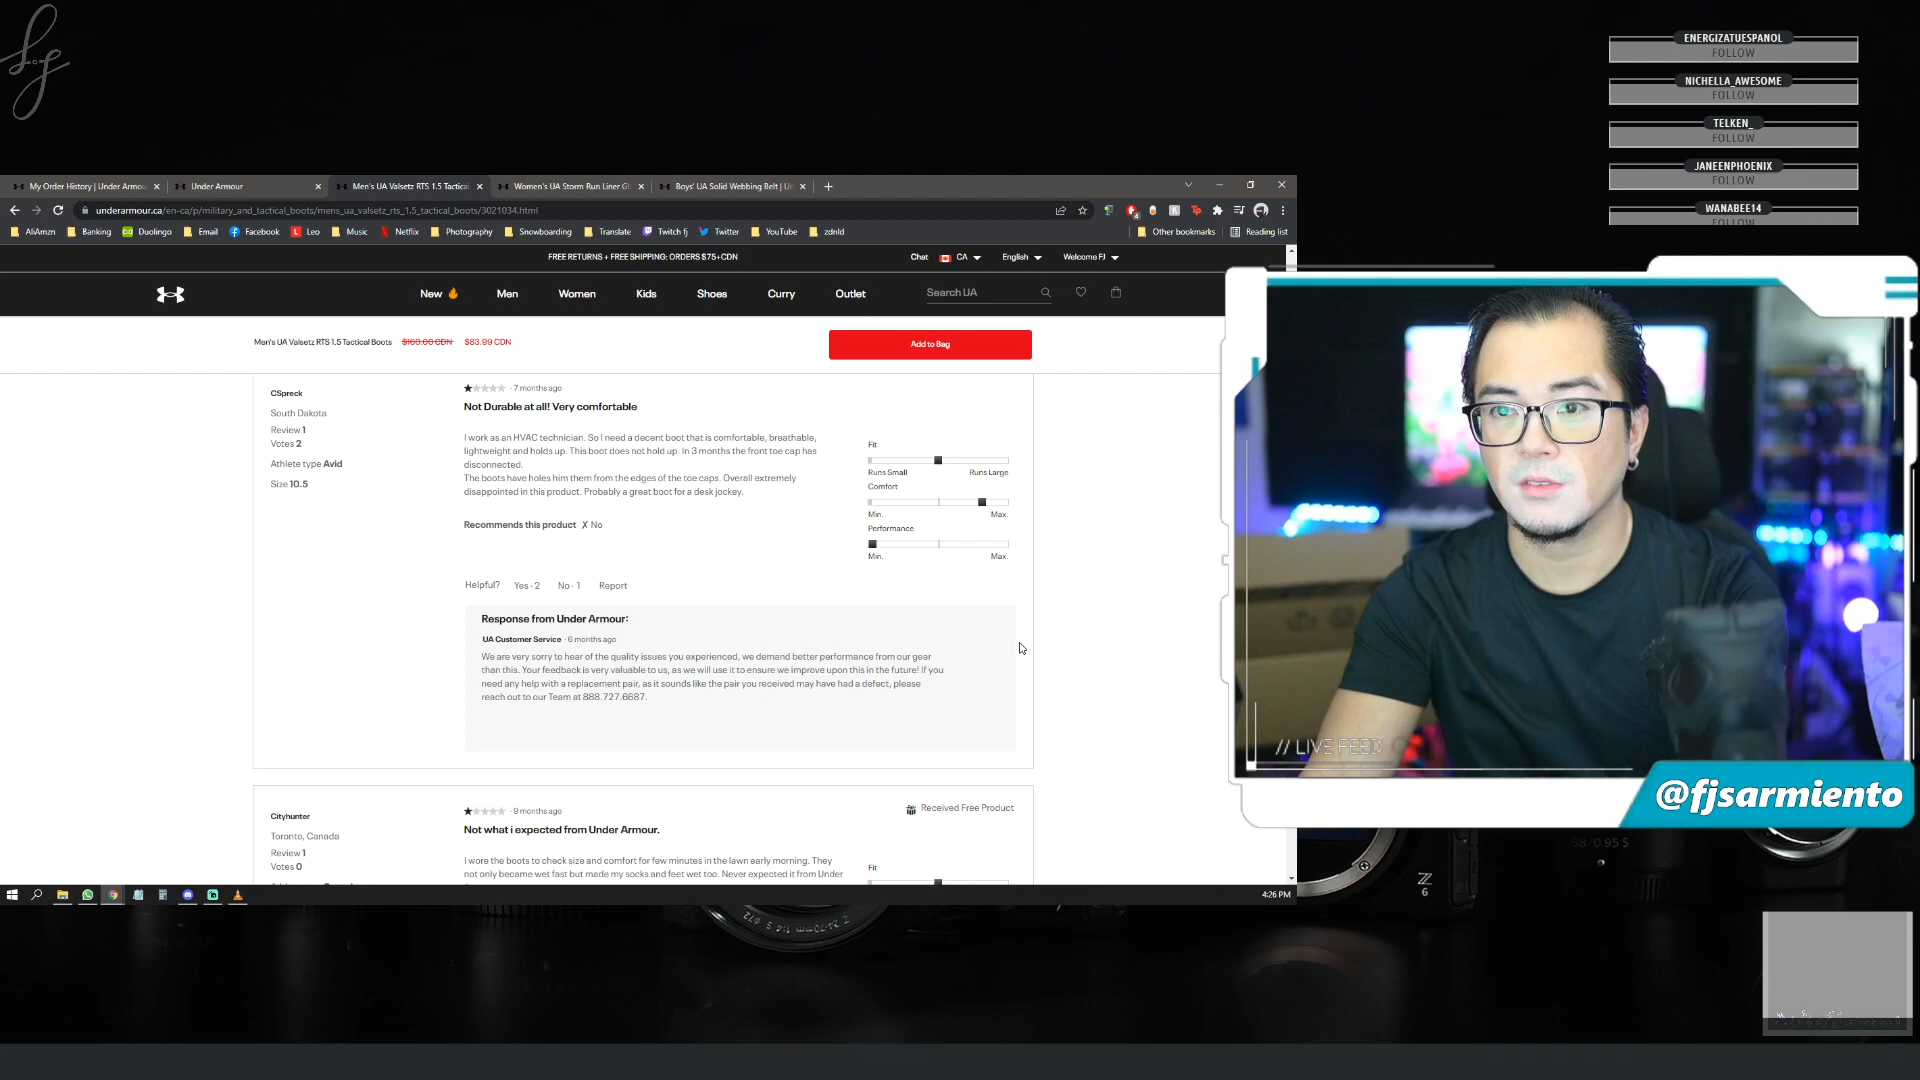 ENERGIZATUESPANOL
FOLLOW
NICHELLA_AWESOME
FOLLOW
TELKEN_
FOLLOW
JANEENPHOENIX
FOLLOW
WANABEE14
FOLLOW
My Order History | Under Armou
Under Armour
Men's UA Valsetz RTS 1.5 Tactical
Women's UA Storm Run Liner Gl
Boys' UA Solid Webbing Belt | Un
underarmour.ca/en-ca/p/military_and_tactical_boots/mens_ua_valsetz_rts_1.5_tactical_boots/3021034.html
AliAmzn Banking Duolingo Email Facebook Leo Music Netflix Photography Snowboarding Translate Twitch fj Twitter YouTube zdnld Other bookmarks Reading list
FREE RETURNS + FREE SHIPPING: ORDERS $75+CDN
Chat CA English Welcome FJ
New Men Women Kids Shoes Curry Outlet Search UA
Men's UA Valsetz RTS 1.5 Tactical Boots $160.00 CDN $83.99 CDN
Add to Bag
CSpreck
South Dakota
Review 1
Votes 2
Athlete type Avid
Size 10.5
· 7 months ago
Not Durable at all! Very comfortable
I work as an HVAC technician. So I need a decent boot that is comfortable, breathable,
lightweight and holds up. This boot does not hold up. In 3 months the front toe cap has
disconnected.
The boots have holes him them from the edges of the toe caps. Overall extremely
disappointed in this product. Probably a great boot for a desk jockey.
Recommends this product ✗ No
Fit
Runs Small Runs Large
Comfort
Min. Max.
Performance
Min. Max.
Helpful? Yes · 2 No · 1 Report
Response from Under Armour:
UA Customer Service · 6 months ago
We are very sorry to hear of the quality issues you experienced, we demand better performance from our gear
than this. Your feedback is very valuable to us, as we will use it to ensure we improve upon this in the future! If you
need any help with a replacement pair, as it sounds like the pair you received may have had a defect, please
reach out to our Team at 888.727.6687.
Cityhunter
Toronto, Canada
Review 1
Votes 0
· 9 months ago
Received Free Product
Not what i expected from Under Armour.
I wore the boots to check size and comfort for few minutes in the lawn early morning. They
not only became wet fast but made my socks and feet wet too. Never expected it from Under
Fit
4:26 PM
// LIVE FEED
@fjsarmiento
58/0.95 S
Z
6
Z 24-70mm 1:4 S ø72